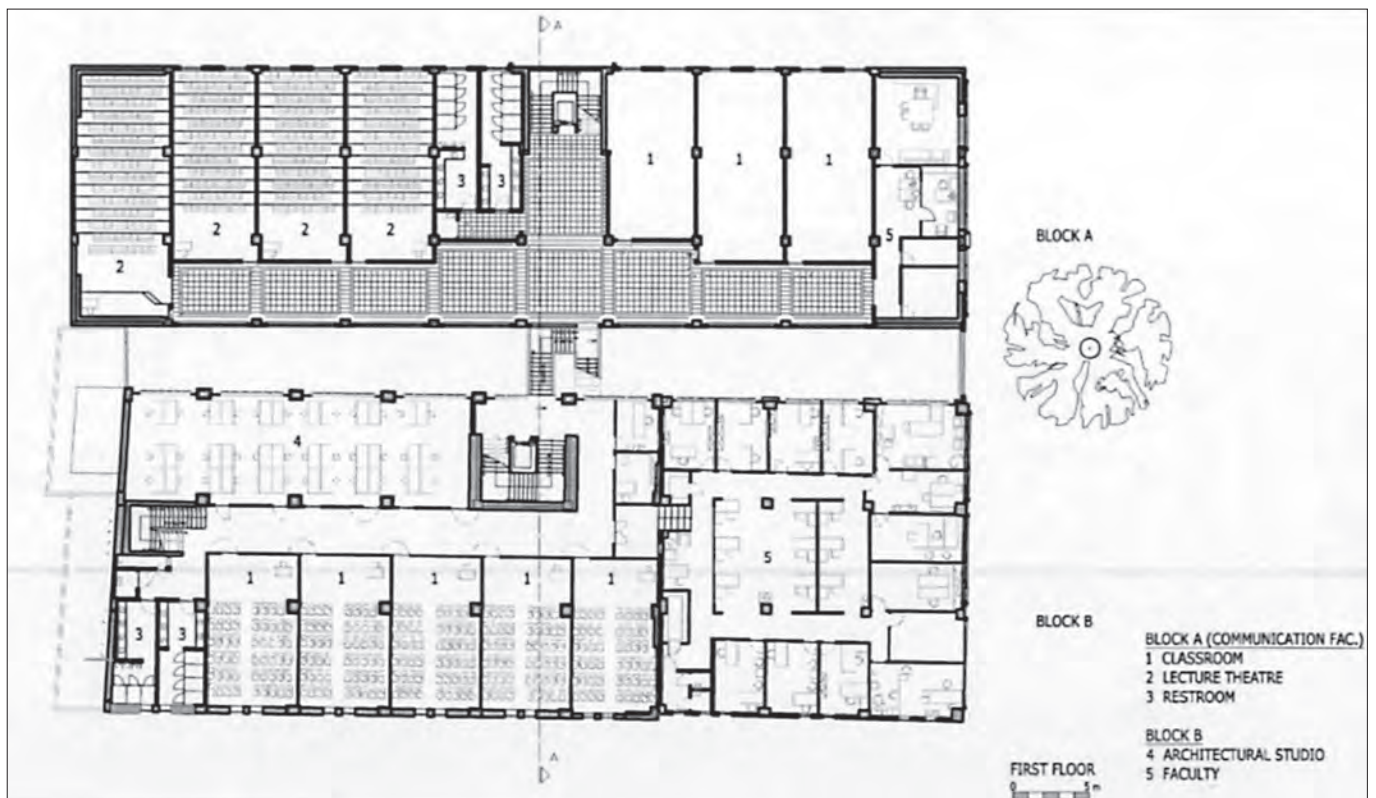 A
1
1
1
3
3
2
2
2
5
2
BLOCK A
4
1
1
1
1
1
5
3
3
5
BLOCK B
BLOCK A (COMMUNICATION FAC.)
1 CLASSROOM
2 LECTURE THEATRE
3 RESTROOM
BLOCK B
4 ARCHITECTURAL STUDIO
5 FACULTY
A
FIRST FLOOR
0 5m